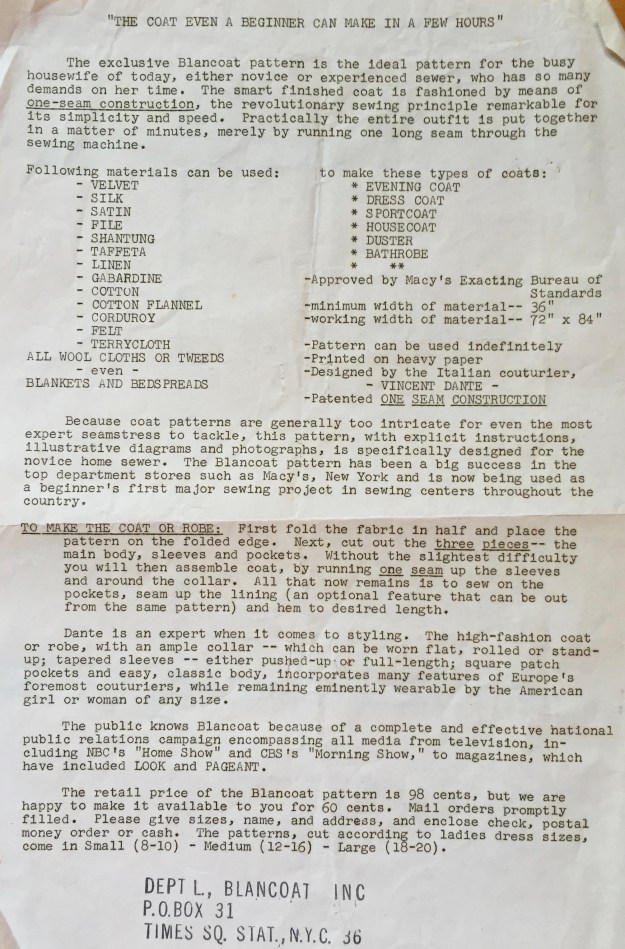 "THE COAT EVEN A BEGINNER CAN MAKE IN A FEW HOURS"
The exclusive Blancoat pattern is the ideal pattern for the busy
housewife of today, either novice or experienced sewer, who has so many
demands on her time. The smart finished coat is fashioned by means of
one-seam construction, the revolutionary sewing principle remarkable for
its simplicity and speed. Practically the entire outfit is put together
in a matter of minutes, merely by running one long seam through the
sewing machine.
Following materials can be used:
- VELVET
- SILK
- SATIN
- FILE
- SHANTUNG
- TAFFETA
- LINEN
- GABARDINE
- COTTON
- COTTON FLANNEL
- CORDUROY
- FELT
- TERRYCLOTH
ALL WOOL CLOTHS OR TWEEDS
- even -
BLANKETS AND BEDSPREADS
to make these types of coats:
* EVENING COAT
* DRESS COAT
* SPORTCOAT
* HOUSECOAT
* DUSTER
* BATHROBE
* **
-Approved by Macy's Exacting Bureau of
Standards
-minimum width of material-- 36"
-working width of material-- 72" x 84"
-Pattern can be used indefinitely
-Printed on heavy paper
-Designed by the Italian couturier,
- VINCENT DANTE -
-Patented ONE SEAM CONSTRUCTION
Because coat patterns are generally too intricate for even the most
expert seamstress to tackle, this pattern, with explicit instructions,
illustrative diagrams and photographs, is specifically designed for the
novice home sewer. The Blancoat pattern has been a big success in the
top department stores such as Macy's, New York and is now being used as
a beginner's first major sewing project in sewing centers throughout the
country.
TO MAKE THE COAT OR ROBE: First fold the fabric in half and place the
pattern on the folded edge. Next, cut out the three pieces-- the
main body, sleeves and pockets. Without the slightest difficulty
you will then assemble coat, by running one seam up the sleeves
and around the collar. All that now remains is to sew on the
pockets, seam up the lining (an optional feature that can be out
from the same pattern) and hem to desired length.
Dante is an expert when it comes to styling. The high-fashion coat
or robe, with an ample collar -- which can be worn flat, rolled or stand-
up; tapered sleeves -- either pushed-up or full-length; square patch
pockets and easy, classic body, incorporates many features of Europe's
foremost couturiers, while remaining eminently wearable by the American
girl or woman of any size.
The public knows Blancoat because of a complete and effective hational
public relations campaign encompassing all media from television, in-
cluding NBC's "Home Show" and CBS's "Morning Show," to magazines, which
have included LOOK and PAGEANT.
The retail price of the Blancoat pattern is 98 cents, but we are
happy to make it available to you for 60 cents. Mail orders promptly
filled. Please give sizes, name, and address, and enclose check, postal
money order or cash. The patterns, cut according to ladies dress sizes,
come in Small (8-10) - Medium (12-16) - Large (18-20).
DEPT L., BLANCOAT INC
P.O.BOX 31
TIMES SQ. STAT., N.Y.C. 36